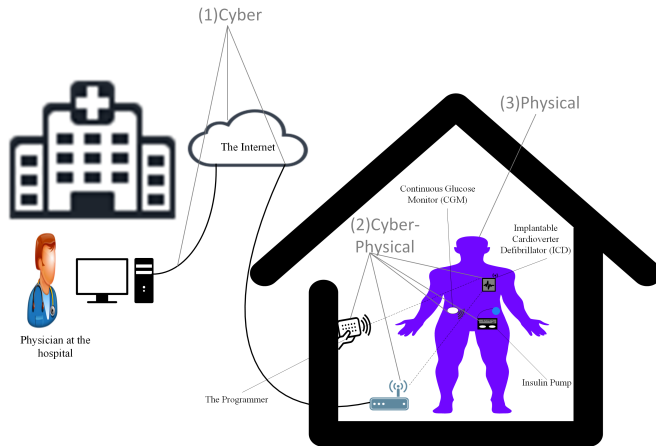 (1)Cyber
The Internet
Physician at the
hospital
(3)Physical
Continuous Glucose
Monitor (CGM)
(2)Cyber-
Physical
Implantable
Cardioverter
Defibrillator (ICD)
The Programmer
Insulin Pump